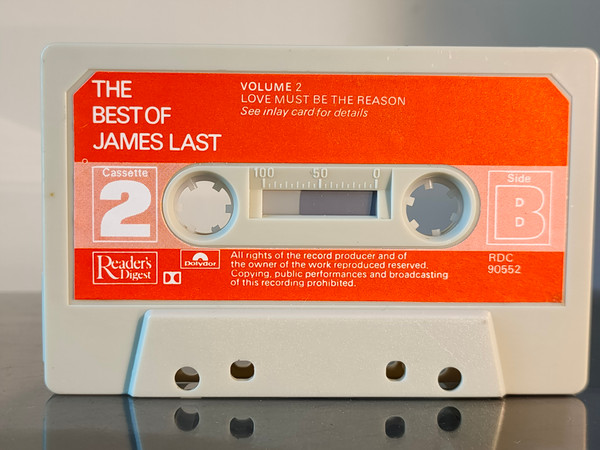 THE
BEST OF
JAMES LAST
VOLUME 2
LOVE MUST BE THE REASON
See inlay card for details
Cassette
2
100 50 0
Side
B
Reader's
Digest
Polydor
All rights of the record producer and of
the owner of the work reproduced reserved.
Copying, public performances and broadcasting
of this recording prohibited.
RDC
90552